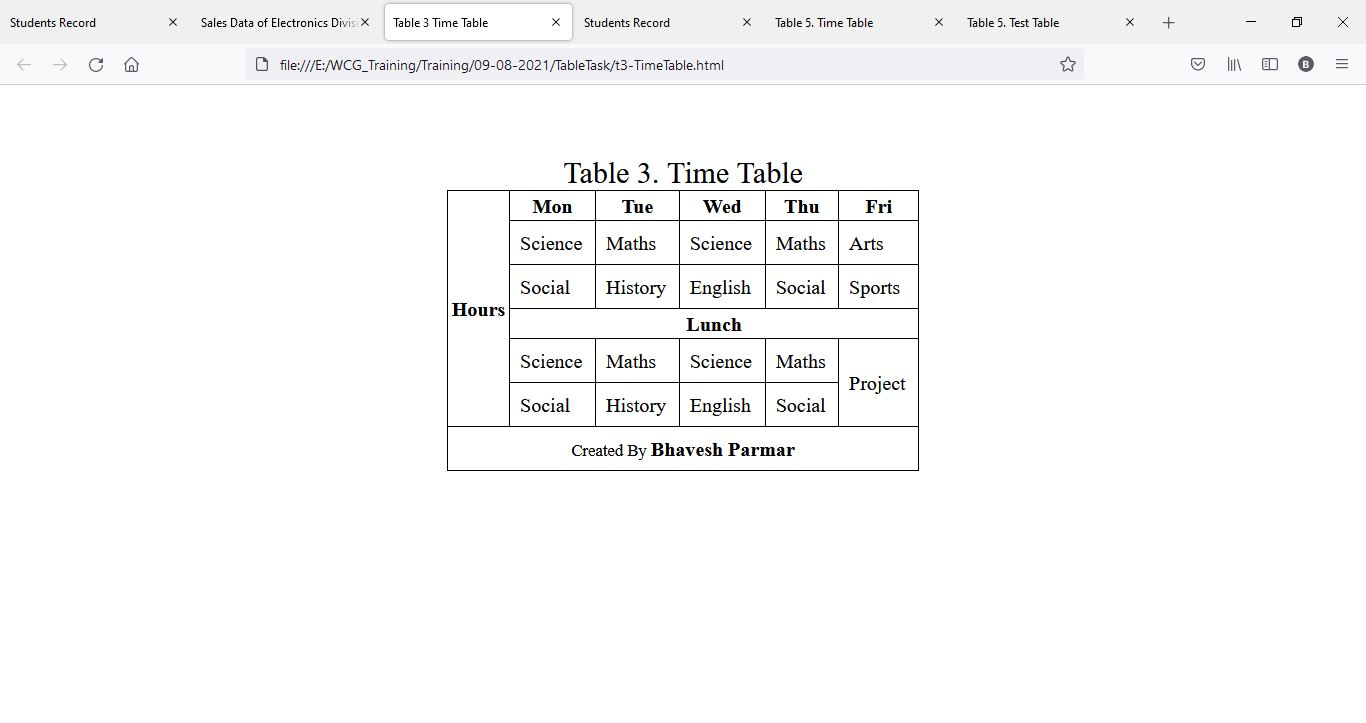 Students Record
Sales Data of Electronics Divis
Table 3 Time Table
Students Record
Table 5. Time Table
Table 5. Test Table
file:///E:/WCG_Training/Training/09-08-2021/TableTask/t3-TimeTable.html
B
Table 3. Time Table
Mon Tue Wed Thu Fri
Science Maths Science Maths Arts
Social History English Social Sports
Hours
Lunch
Science Maths Science Maths
Project
Social History English Social
Created By Bhavesh Parmar